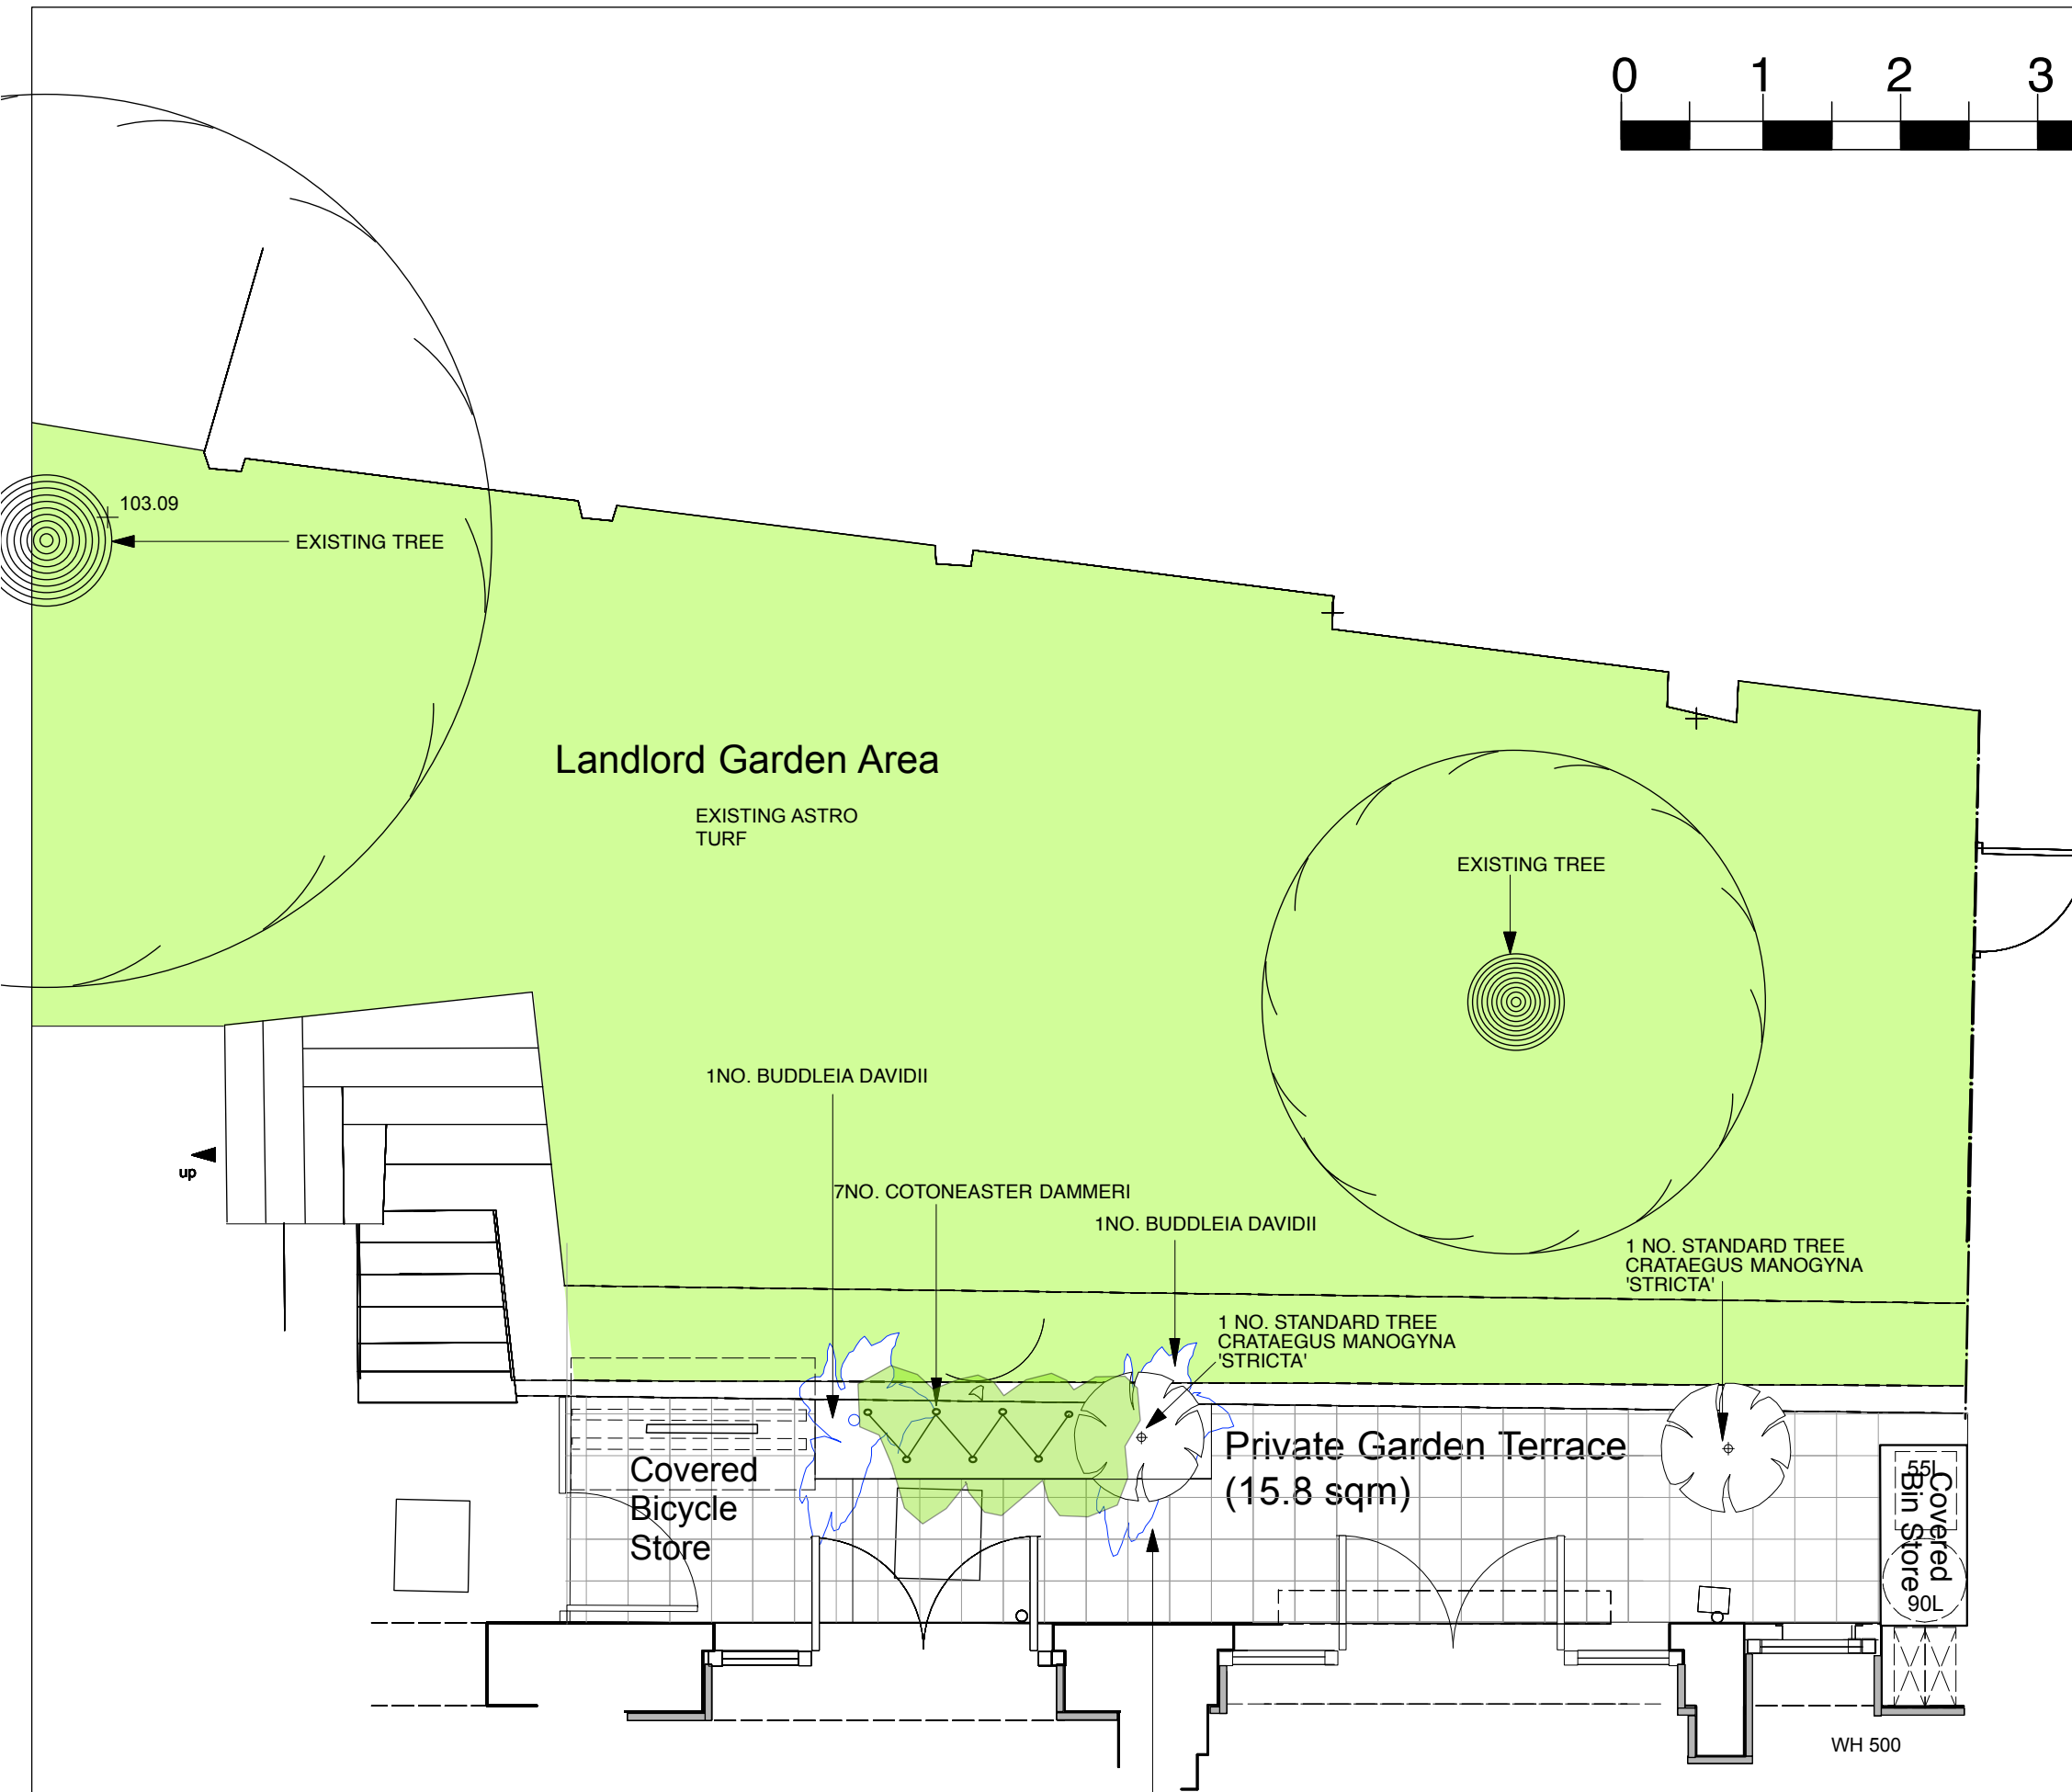 0 1 2 3
103.09
EXISTING TREE
Landlord Garden Area
EXISTING ASTRO
TURF
EXISTING TREE
1NO. BUDDLEIA DAVIDII
up
7NO. COTONEASTER DAMMERI
1NO. BUDDLEIA DAVIDII
1 NO. STANDARD TREE
CRATAEGUS MANOGYNA
'STRICTA'
1 NO. STANDARD TREE
CRATAEGUS MANOGYNA
'STRICTA'
Private Garden Terrace
(15.8 sqm)
Covered
Bicycle
Store
55L
Covered
Bin Store
90L
WH 500